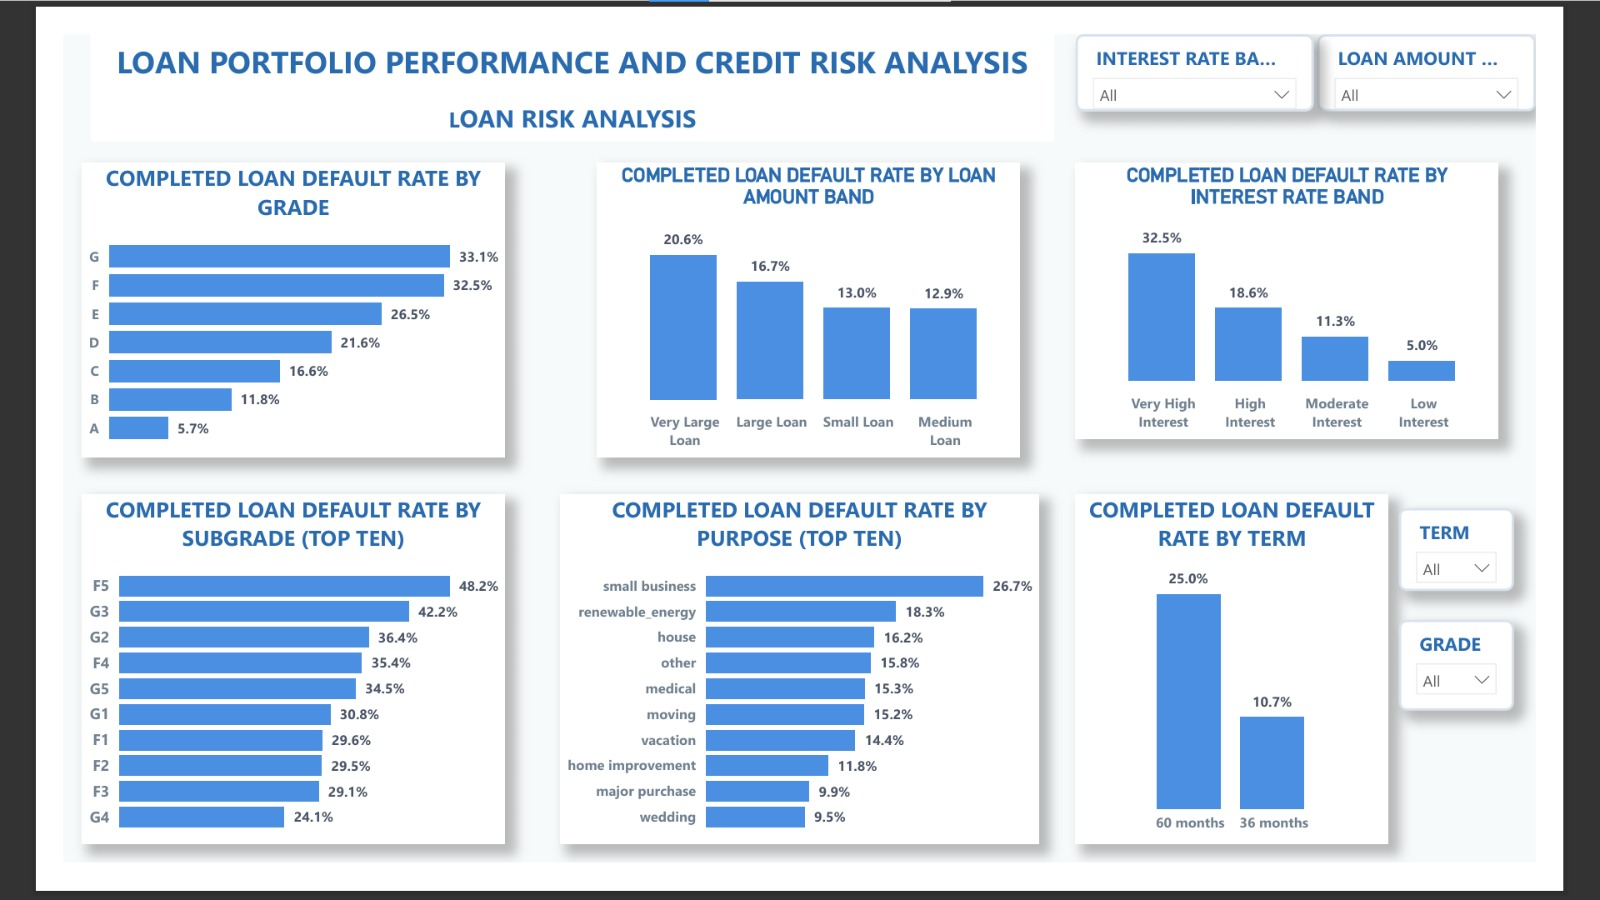 LOAN PORTFOLIO PERFORMANCE AND CREDIT RISK ANALYSIS
LOAN RISK ANALYSIS
INTEREST RATE BA...
All
LOAN AMOUNT ...
All
COMPLETED LOAN DEFAULT RATE BY
GRADE
G 33.1%
F 32.5%
E 26.5%
D 21.6%
C 16.6%
B 11.8%
A 5.7%
COMPLETED LOAN DEFAULT RATE BY LOAN
AMOUNT BAND
20.6% 16.7% 13.0% 12.9%
Very Large Large Loan Small Loan Medium
Loan Loan
COMPLETED LOAN DEFAULT RATE BY
INTEREST RATE BAND
32.5% 18.6% 11.3% 5.0%
Very High High Moderate Low
Interest Interest Interest Interest
COMPLETED LOAN DEFAULT RATE BY
SUBGRADE (TOP TEN)
F5 48.2%
G3 42.2%
G2 36.4%
F4 35.4%
G5 34.5%
G1 30.8%
F1 29.6%
F2 29.5%
F3 29.1%
G4 24.1%
COMPLETED LOAN DEFAULT RATE BY
PURPOSE (TOP TEN)
small business 26.7%
renewable_energy 18.3%
house 16.2%
other 15.8%
medical 15.3%
moving 15.2%
vacation 14.4%
home improvement 11.8%
major purchase 9.9%
wedding 9.5%
COMPLETED LOAN DEFAULT
RATE BY TERM
25.0% 10.7%
60 months 36 months
TERM
All
GRADE
All